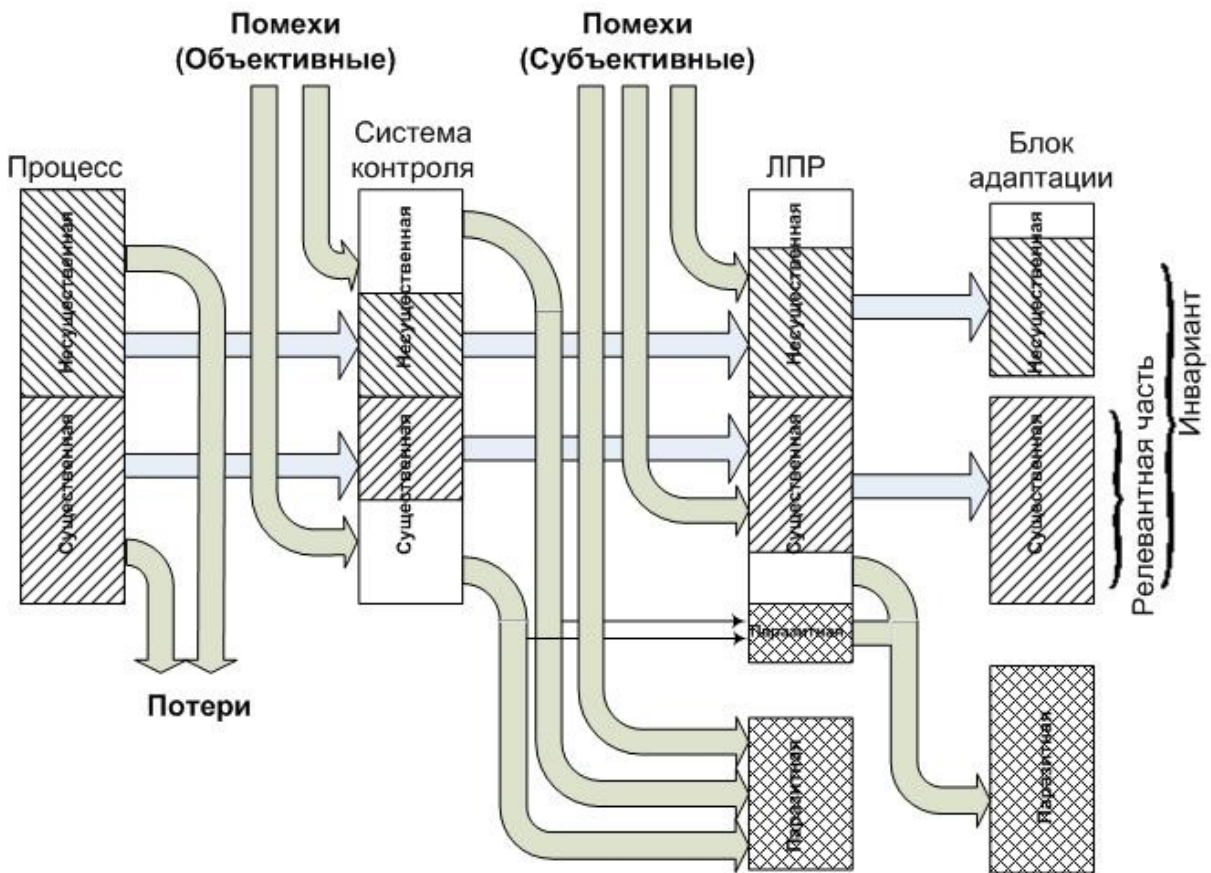 Помехи
(Объективные)
Помехи
(Субъективные)
Процесс
Система
контроля
ЛПР
Блок
адаптации
Несущественная
Несущественная
Несущественная
Несущественная
Существенная
Существенная
Существенная
Существенная
Релевантная часть
Инвариант
Паразитная
Потери
Паразитная
Паразитная